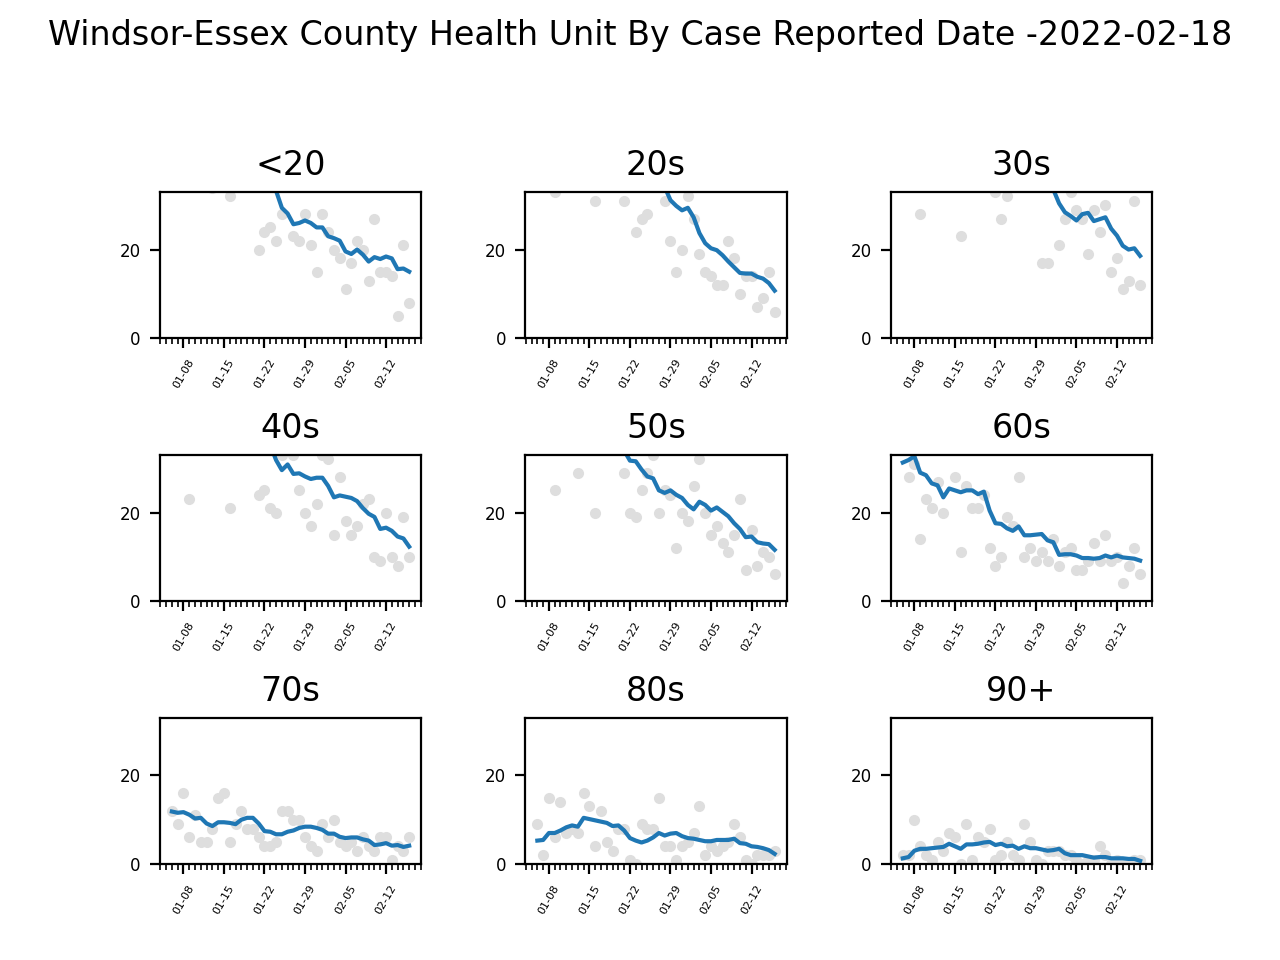 Windsor-Essex County Health Unit By Case Reported Date -2022-02-18
<20 20s 30s
20 20 20
0 0 0
01-08 01-15 01-22 01-29 02-05 02-12 01-08 01-15 01-22 01-29 02-05 02-12 01-08 01-15 01-22 01-29 02-05 02-12
40s 50s 60s
20 20 20
0 0 0
01-08 01-15 01-22 01-29 02-05 02-12 01-08 01-15 01-22 01-29 02-05 02-12 01-08 01-15 01-22 01-29 02-05 02-12
70s 80s 90+
20 20 20
0 0 0
01-08 01-15 01-22 01-29 02-05 02-12 01-08 01-15 01-22 01-29 02-05 02-12 01-08 01-15 01-22 01-29 02-05 02-12